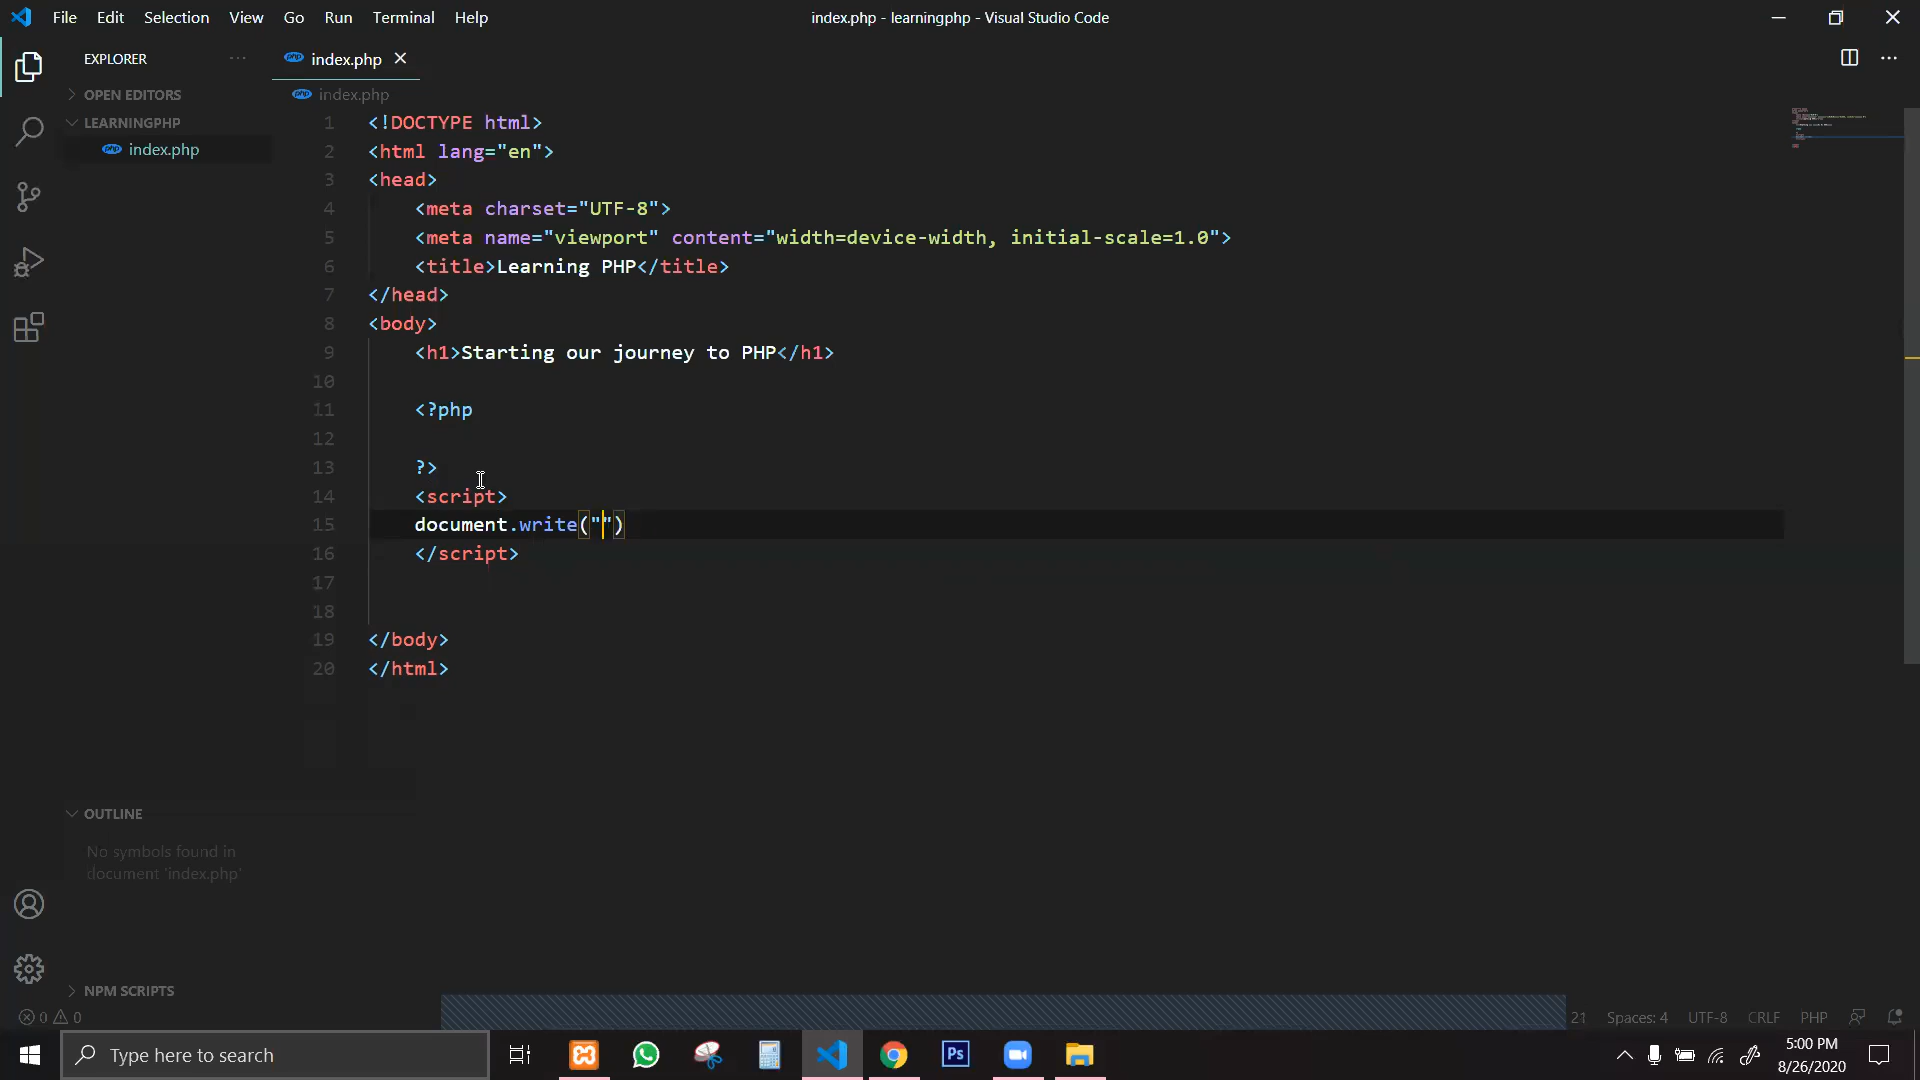 File Edit Selection View Go Run Terminal Help
index.php - learningphp - Visual Studio Code
EXPLORER
index.php
OPEN EDITORS
LEARNINGPHP
index.php
index.php
1 <!DOCTYPE html>
2 <html lang="en">
3 <head>
4 <meta charset="UTF-8">
5 <meta name="viewport" content="width=device-width, initial-scale=1.0">
6 <title>Learning PHP</title>
7 </head>
8 <body>
9 <h1>Starting our journey to PHP</h1>
10
11 <?php
12
13 ?>
14 <script>
15 document.write("")
16 </script>
17
18
19 </body>
20 </html>
OUTLINE
No symbols found in
document 'index.php'
NPM SCRIPTS
0 0
21 Spaces: 4 UTF-8 CRLF PHP
Type here to search
Ps
5:00 PM
8/26/2020